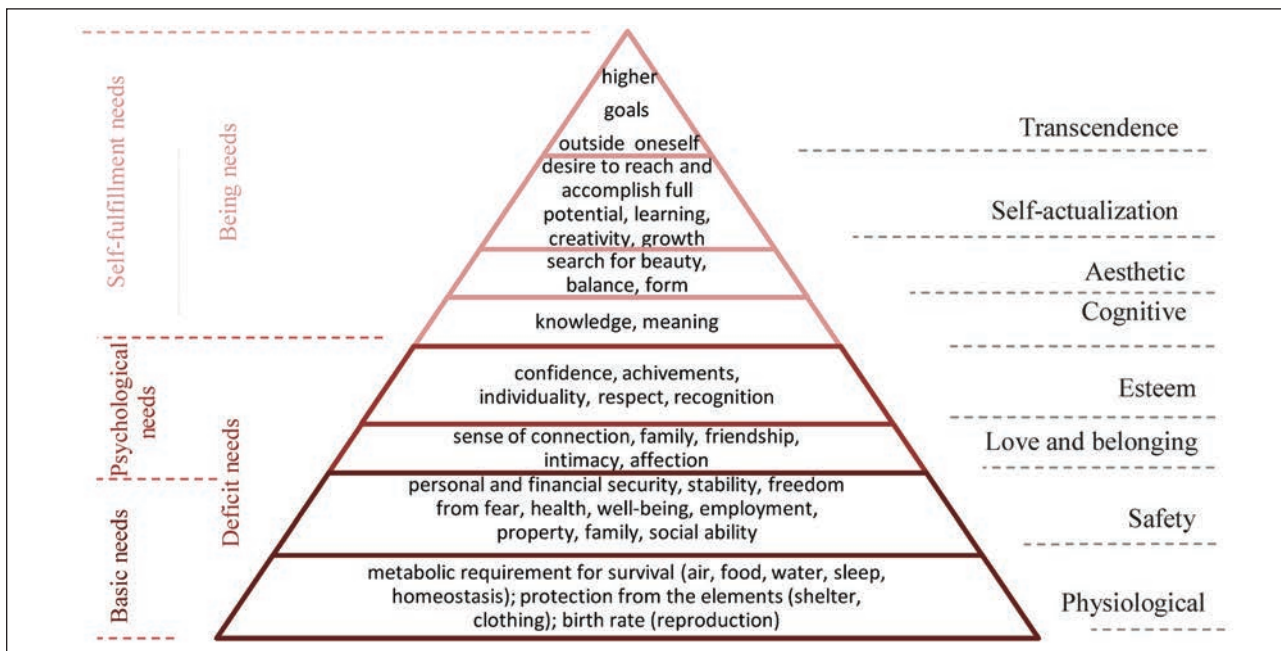 higher
goals
outside oneself
Transcendence
desire to reach and
accomplish full
potential, learning,
creativity, growth
Self-actualization
search for beauty,
balance, form
Aesthetic
knowledge, meaning
Cognitive
Self-fulfillment needs
Being needs
confidence, achivements,
individuality, respect, recognition
Esteem
sense of connection, family, friendship,
intimacy, affection
Love and belonging
Psychological
needs
Deficit needs
personal and financial security, stability, freedom
from fear, health, well-being, employment,
property, family, social ability
Safety
metabolic requirement for survival (air, food, water, sleep,
homeostasis); protection from the elements (shelter,
clothing); birth rate (reproduction)
Physiological
Basic needs